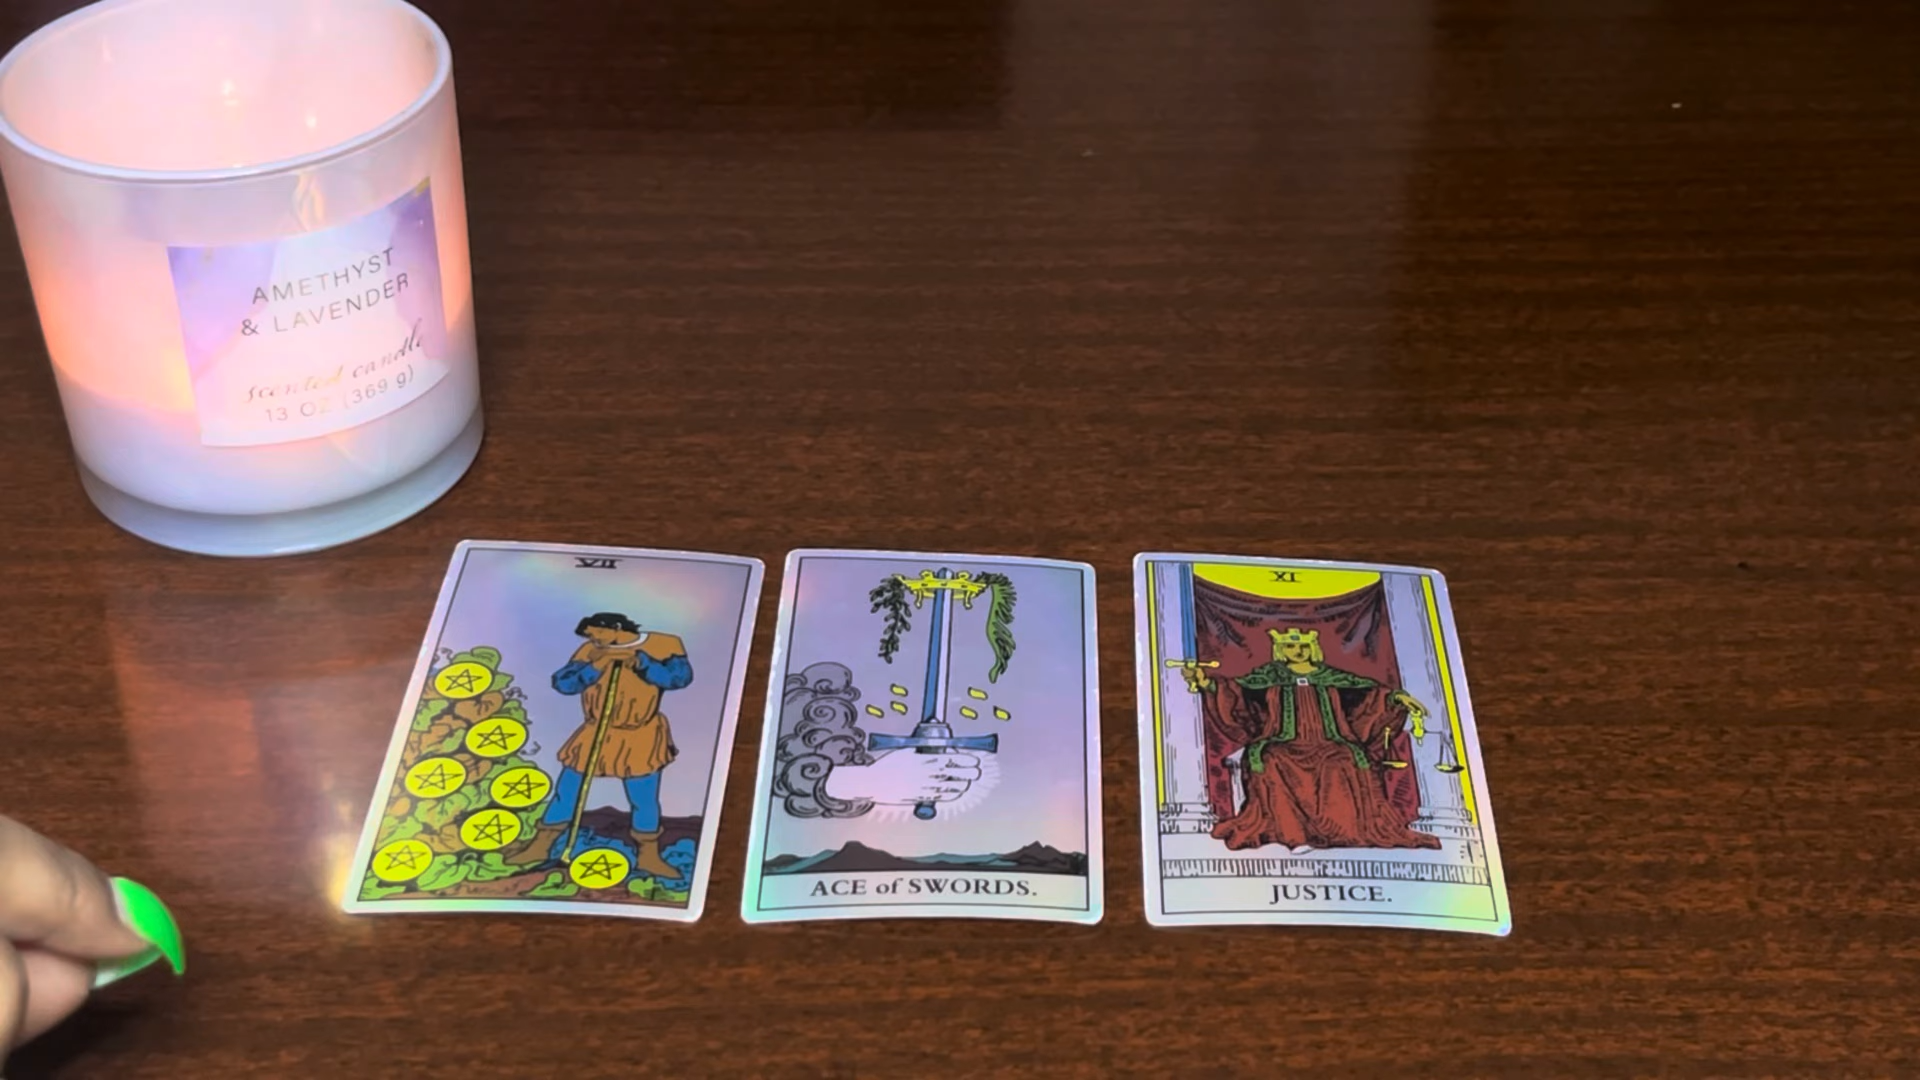 AMETHYST
& LAVENDER
scented candle
13 OZ (369 g)
VII
ACE of SWORDS.
XI
JUSTICE.